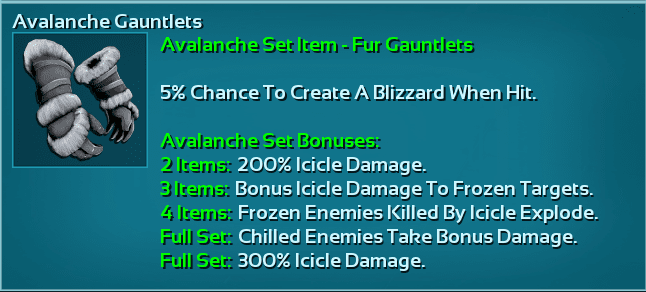 Avalanche Gauntlets
Avalanche Set Item - Fur Gauntlets
5% Chance To Create A Blizzard When Hit.
Avalanche Set Bonuses:
2 Items: 200% Icicle Damage.
3 Items: Bonus Icicle Damage To Frozen Targets.
4 Items: Frozen Enemies Killed By Icicle Explode.
Full Set: Chilled Enemies Take Bonus Damage.
Full Set: 300% Icicle Damage.